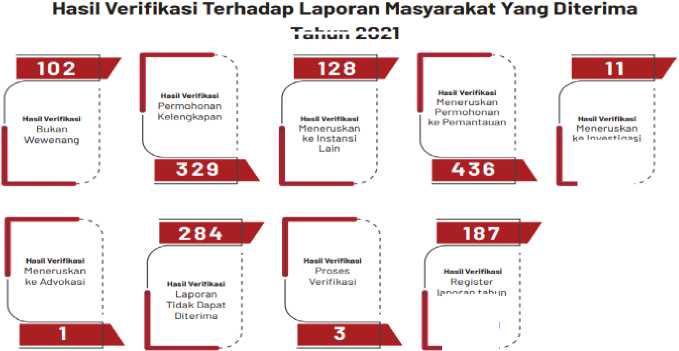 Hasil Verifikasi Terhadap Laporan Masyarakat Yang Diterima
Tahun 2021
102
Hasil Verifikasi
Bukan
Wewenang
Hasil Verifikasi
Permohonan
Kelengkapan
329
128
Hasil Verifikasi
Meneruskan
ke Instansi
Lain
Hasil Verifikasi
Meneruskan
Permohonan
ke Pemantauan
436
11
Hasil Verifikasi
Meneruskan
ke Investigasi
Hasil Verifikasi
Meneruskan
ke Advokasi
1
284
Hasil Verifikasi
Laporan
Tidak Dapat
Diterima
Hasil Verifikasi
Proses
Verifikasi
3
187
Hasil Verifikasi
Register
laporan tahun